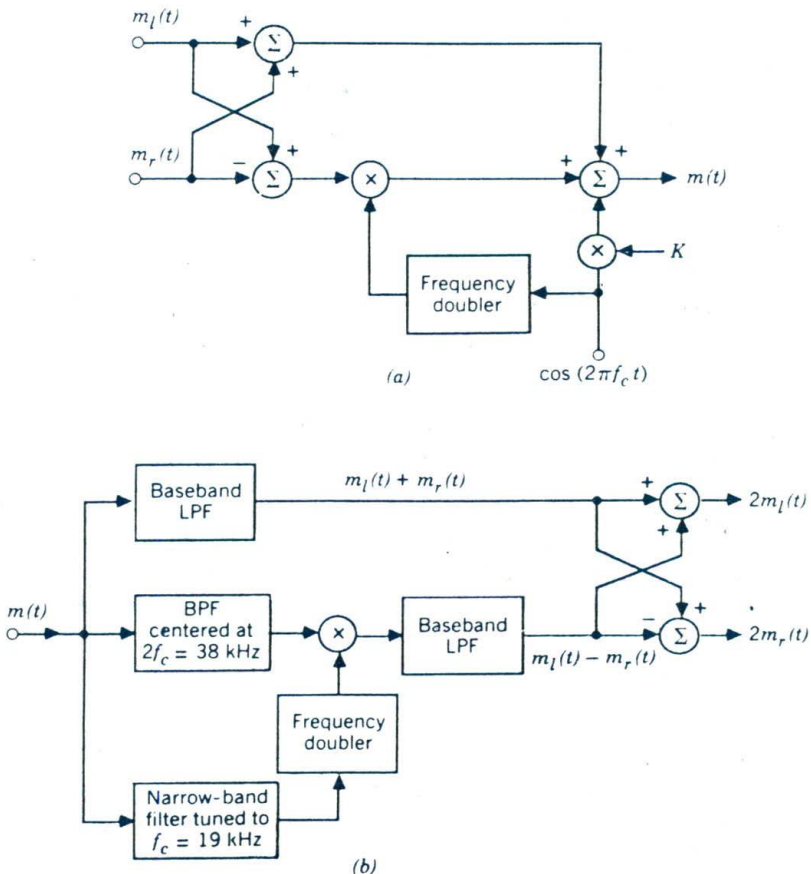 m_l(t)
+
Σ
+
+
m_r(t)
−
+
Σ
×
+
Σ
m(t)
×
K
Frequency
doubler
(a)
cos (2πf_c t)
Baseband
LPF
m_l(t) + m_r(t)
+
Σ
2m_l(t)
+
m(t)
BPF
centered at
2f_c = 38 kHz
×
Baseband
LPF
−
+
Σ
2m_r(t)
m_l(t) − m_r(t)
Frequency
doubler
Narrow-band
filter tuned to
f_c = 19 kHz
(b)